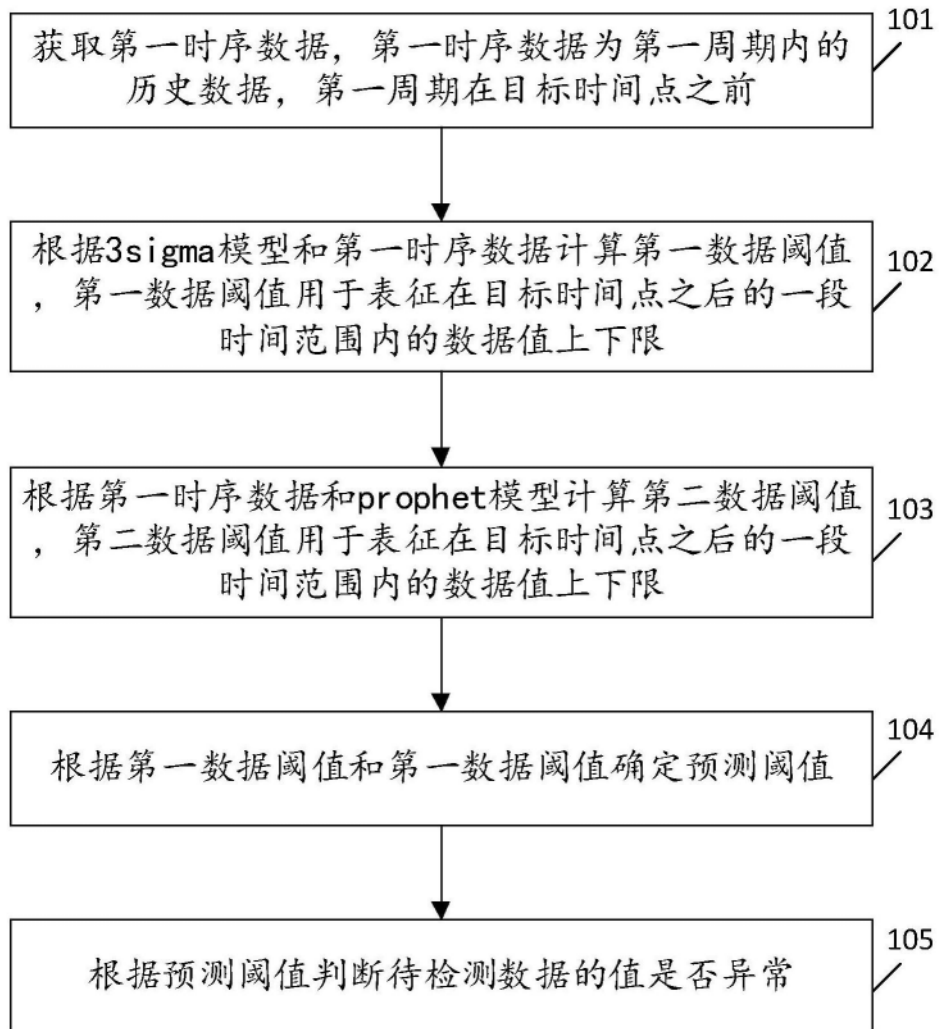 101
获取第一时序数据，第一时序数据为第一周期内的
历史数据，第一周期在目标时间点之前
102
根据3sigma模型和第一时序数据计算第一数据阈值
，第一数据阈值用于表征在目标时间点之后的一段
时间范围内的数据值上下限
103
根据第一时序数据和prophet模型计算第二数据阈值
，第二数据阈值用于表征在目标时间点之后的一段
时间范围内的数据值上下限
104
根据第一数据阈值和第一数据阈值确定预测阈值
105
根据预测阈值判断待检测数据的值是否异常